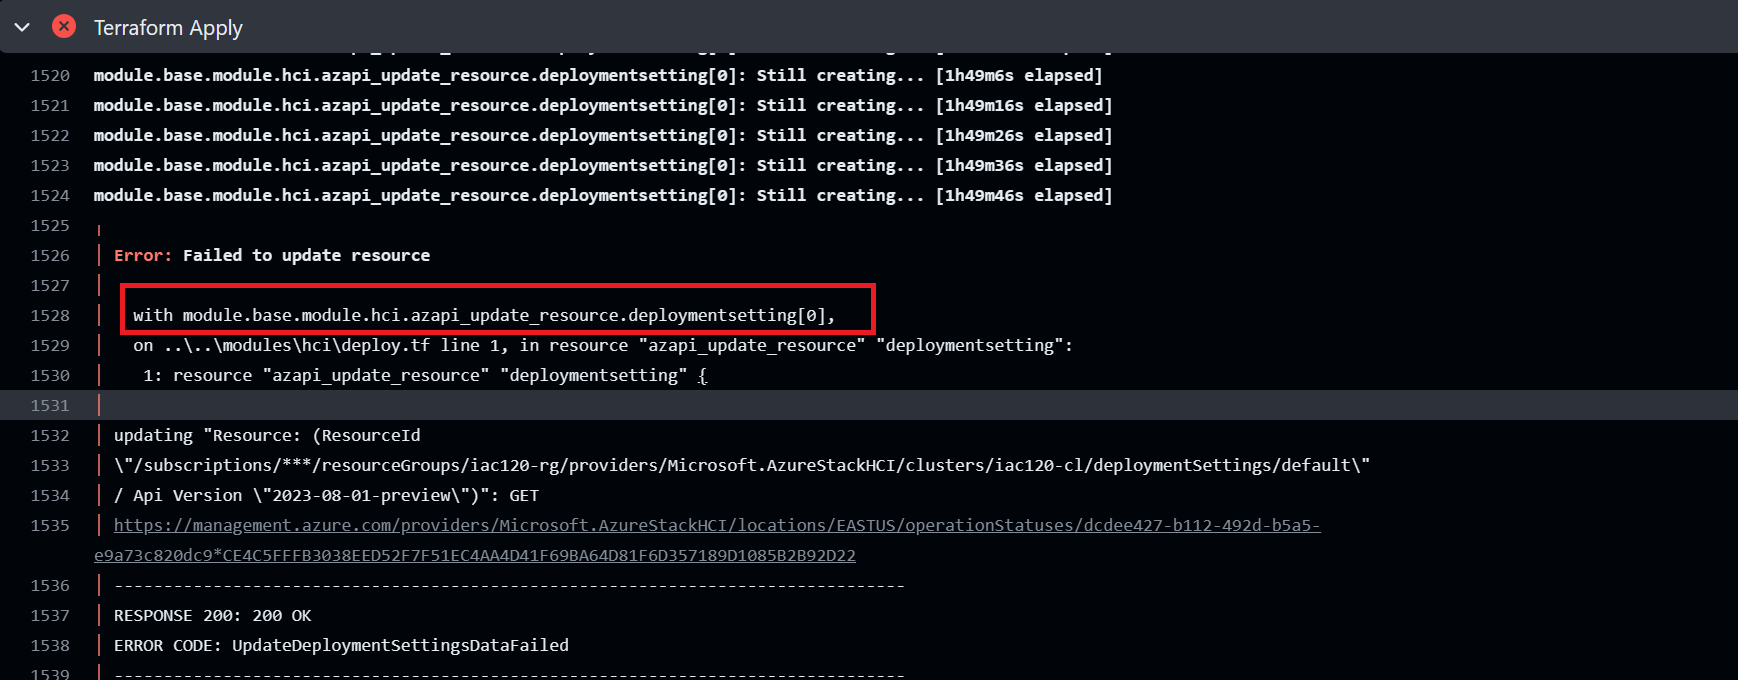 Terraform Apply
1520 module.base.module.hci.azapi_update_resource.deploymentsetting[0]: Still creating... [1h49m6s elapsed]
1521 module.base.module.hci.azapi_update_resource.deploymentsetting[0]: Still creating... [1h49m16s elapsed]
1522 module.base.module.hci.azapi_update_resource.deploymentsetting[0]: Still creating... [1h49m26s elapsed]
1523 module.base.module.hci.azapi_update_resource.deploymentsetting[0]: Still creating... [1h49m36s elapsed]
1524 module.base.module.hci.azapi_update_resource.deploymentsetting[0]: Still creating... [1h49m46s elapsed]
1525 │
1526 │ Error: Failed to update resource
1527 │
1528 │ with module.base.module.hci.azapi_update_resource.deploymentsetting[0],
1529 │ on ..\..\modules\hci\deploy.tf line 1, in resource "azapi_update_resource" "deploymentsetting":
1530 │ 1: resource "azapi_update_resource" "deploymentsetting" {
1531 │
1532 │ updating "Resource: (ResourceId
1533 │ \"/subscriptions/***/resourceGroups/iac120-rg/providers/Microsoft.AzureStackHCI/clusters/iac120-cl/deploymentSettings/default\"
1534 │ / Api Version \"2023-08-01-preview\")": GET
1535 │ https://management.azure.com/providers/Microsoft.AzureStackHCI/locations/EASTUS/operationStatuses/dcdee427-b112-492d-b5a5-
e9a73c820dc9*CE4C5FFFB3038EED52F7F51EC4AA4D41F69BA64D81F6D357189D1085B2B92D22
1536 │ --------------------------------------------------------------------------------
1537 │ RESPONSE 200: 200 OK
1538 │ ERROR CODE: UpdateDeploymentSettingsDataFailed
1539 │ --------------------------------------------------------------------------------